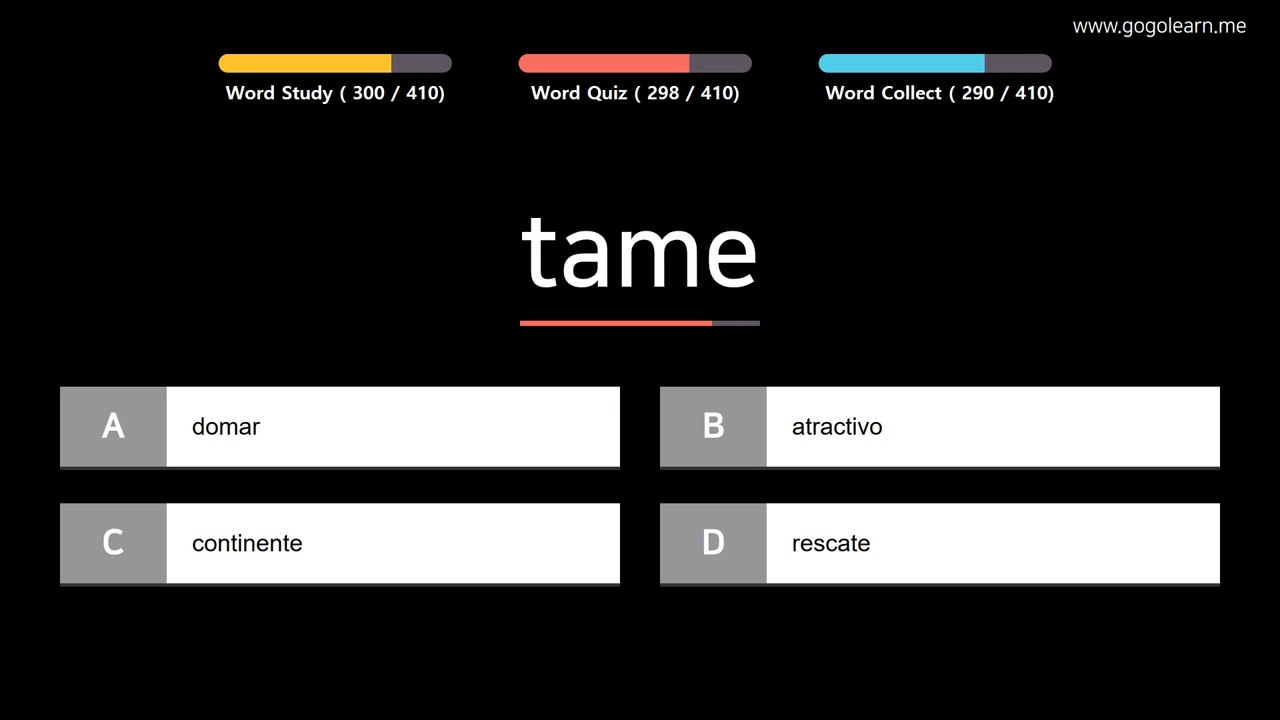 www.gogolearn.me
Word Study ( 300 / 410)
Word Quiz ( 298 / 410)
Word Collect ( 290 / 410)
tame
A
domar
B
atractivo
C
continente
D
rescate